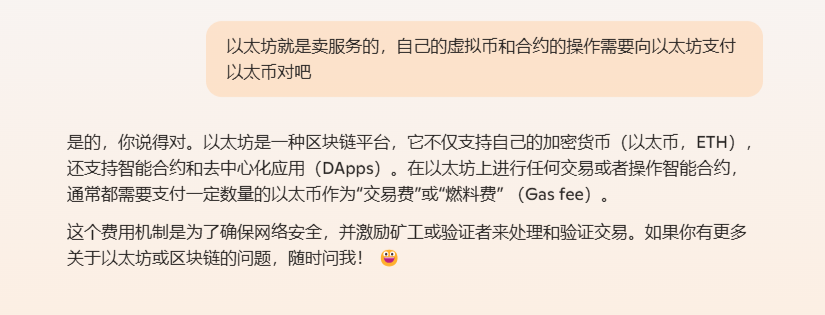 以太坊就是卖服务的，自己的虚拟币和合约的操作需要向以太坊支付
以太币对吧
是的，你说得对。以太坊是一种区块链平台，它不仅支持自己的加密货币（以太币，ETH），
还支持智能合约和去中心化应用（DApps）。在以太坊上进行任何交易或者操作智能合约，
通常都需要支付一定数量的以太币作为“交易费”或“燃料费”（Gas fee）。
这个费用机制是为了确保网络安全，并激励矿工或验证者来处理和验证交易。如果你有更多
关于以太坊或区块链的问题，随时问我！😀